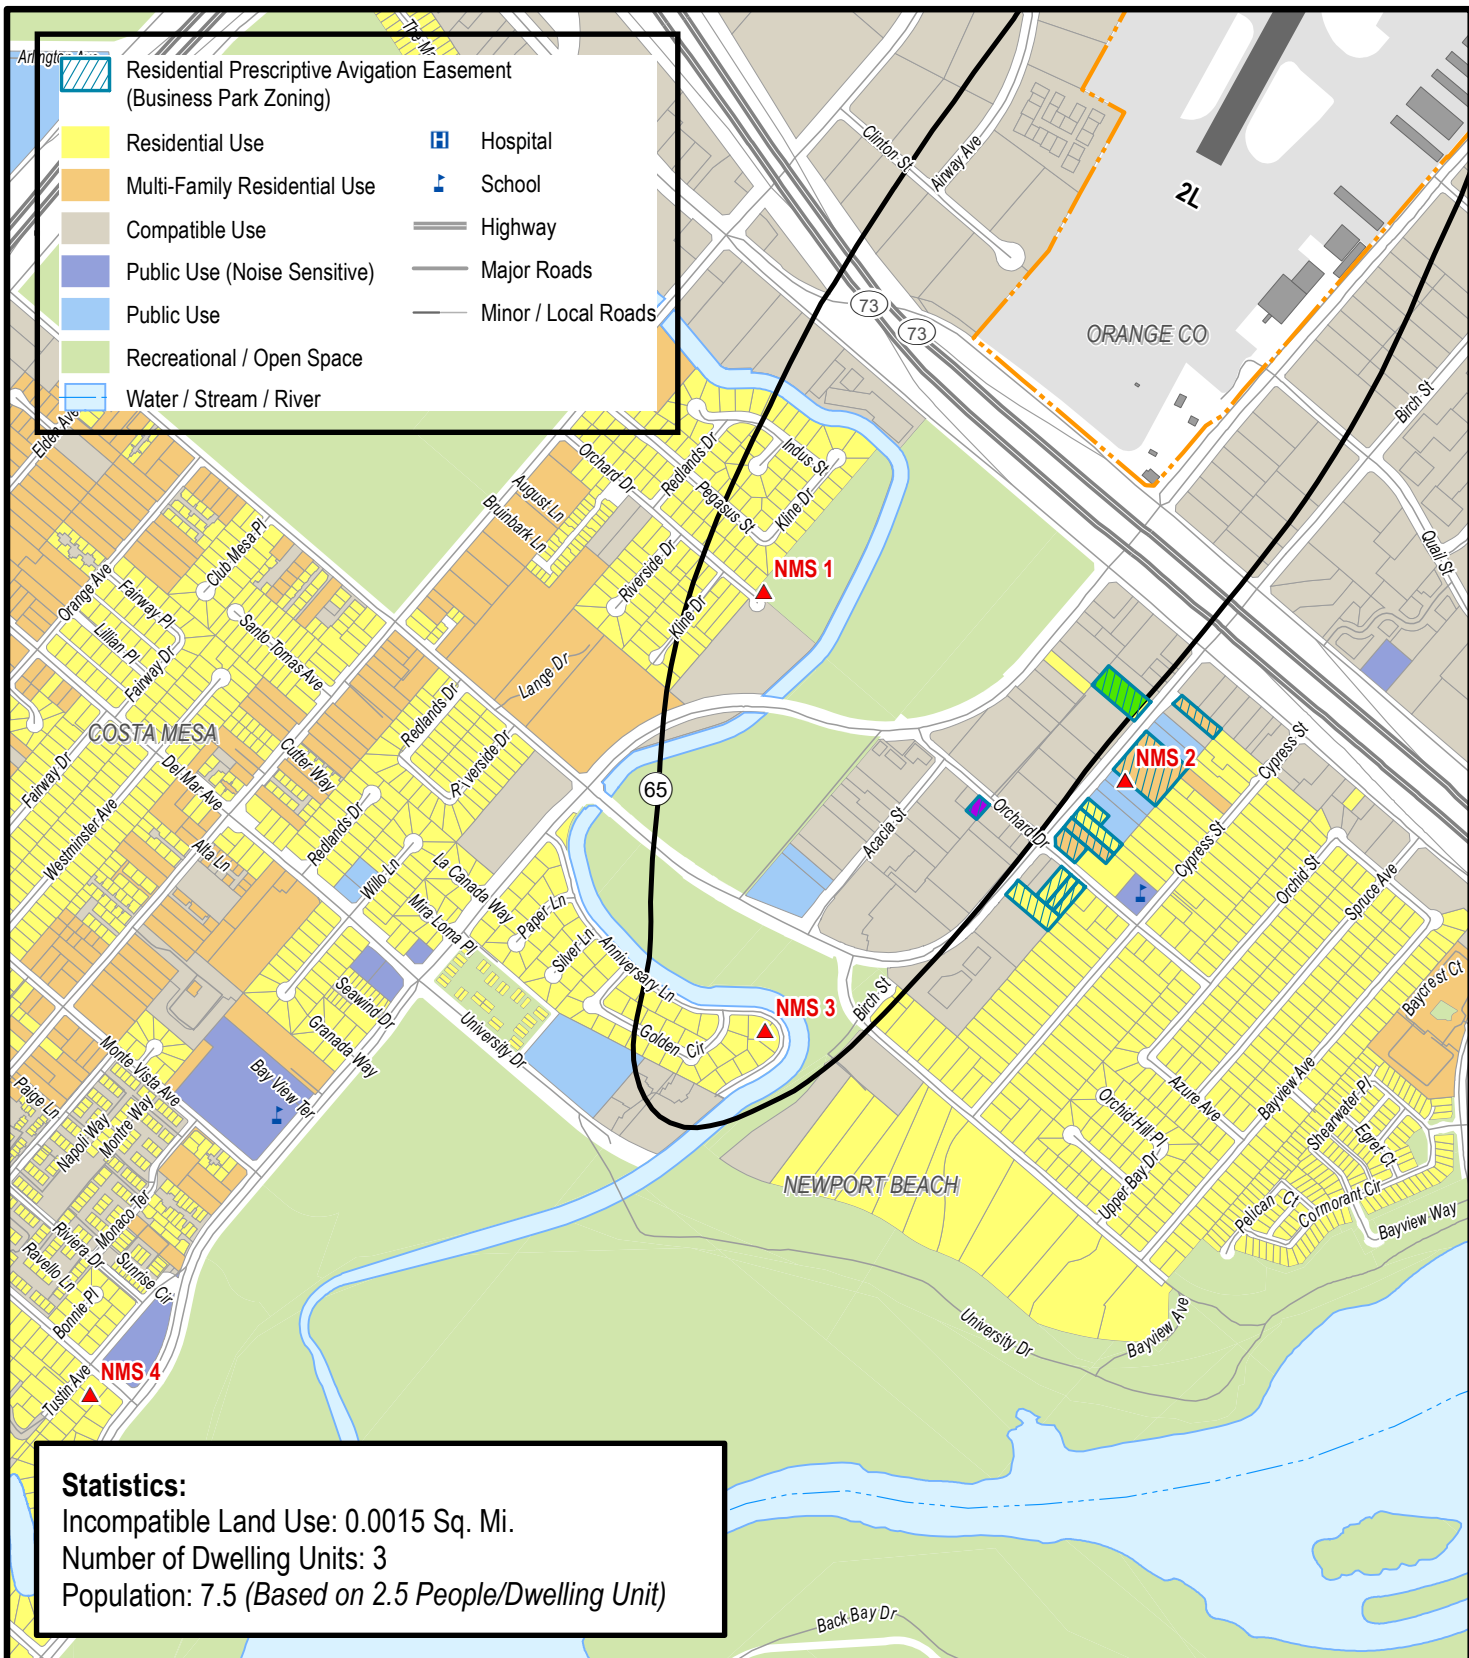 Arlington Ave
Residential Prescriptive Avigation Easement
(Business Park Zoning)
Residential Use
Multi-Family Residential Use
Compatible Use
Public Use (Noise Sensitive)
Public Use
Recreational / Open Space
Water / Stream / River
Hospital
School
Highway
Major Roads
Minor / Local Roads
Clinton St
Airway Ave
2L
73
73
ORANGE CO
Birch St
Quail St
Elden Ave
Orchard Dr
Redlands Dr
Indus St
Pegasus St
Kline Dr
August Ln
Bruinbark Ln
Riverside Dr
Kline Dr
NMS 1
Club Mesa Pl
Orange Ave
Fairway Pl
Lillian Pl
Fairway Dr
Santo Tomas Ave
Lange Dr
COSTA MESA
Redlands Dr
Riverside Dr
Cutter Way
Del Mar Ave
Fairway Dr
65
NMS 2
Cypress St
Westminster Ave
Alta Ln
Redlands Dr
Willo Ln
La Canada Way
Mira Loma Pl
Paper Ln
Silver Ln
Anniversary Ln
Acacia St
Orchard Dr
Cypress St
Orchid St
Spruce Ave
Baycrest Ct
Seawind Dr
Granada Way
University Dr
Golden Cir
NMS 3
Birch St
Monte Vista Ave
Bay View Ter
Paige Ln
Napoli Way
Montre Way
Azure Ave
Bayview Ave
Orchid Hill Pl
Upper Bay Dr
Shearwater Pl
Egret Ct
Pelican Ct
Cormorant Cir
Bayview Way
NEWPORT BEACH
Monaco Ter
Riviera Dr
Ravello Ln
Sunrise Cir
Bonnie Pl
University Dr
Bayview Ave
Tustin Ave
NMS 4
Statistics:
Incompatible Land Use: 0.0015 Sq. Mi.
Number of Dwelling Units: 3
Population: 7.5 (Based on 2.5 People/Dwelling Unit)
Back Bay Dr